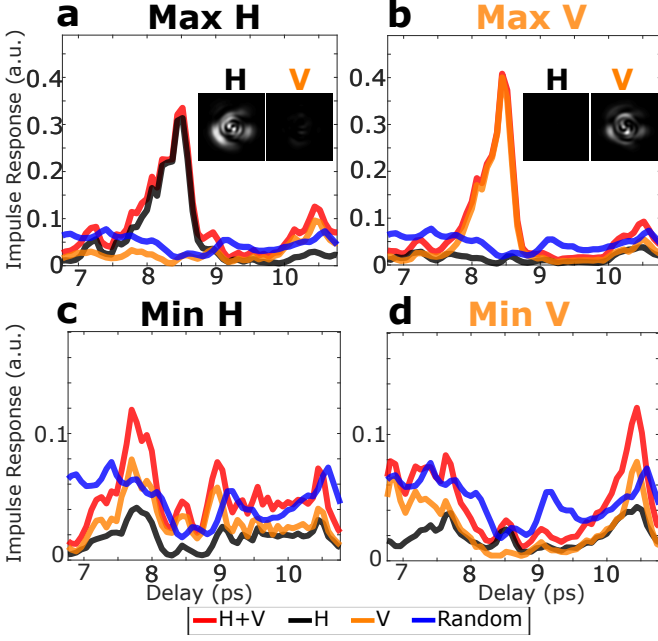 a Max H
b Max V
Impulse Response (a.u.)
0.4
0.3
0.2
0.1
0
H V
H V
7 8 9 10
7 8 9 10
c Min H
d Min V
Impulse Response (a.u.)
0.1
0
0.1
0
7 8 9 10
7 8 9 10
Delay (ps)
Delay (ps)
H+V H V Random